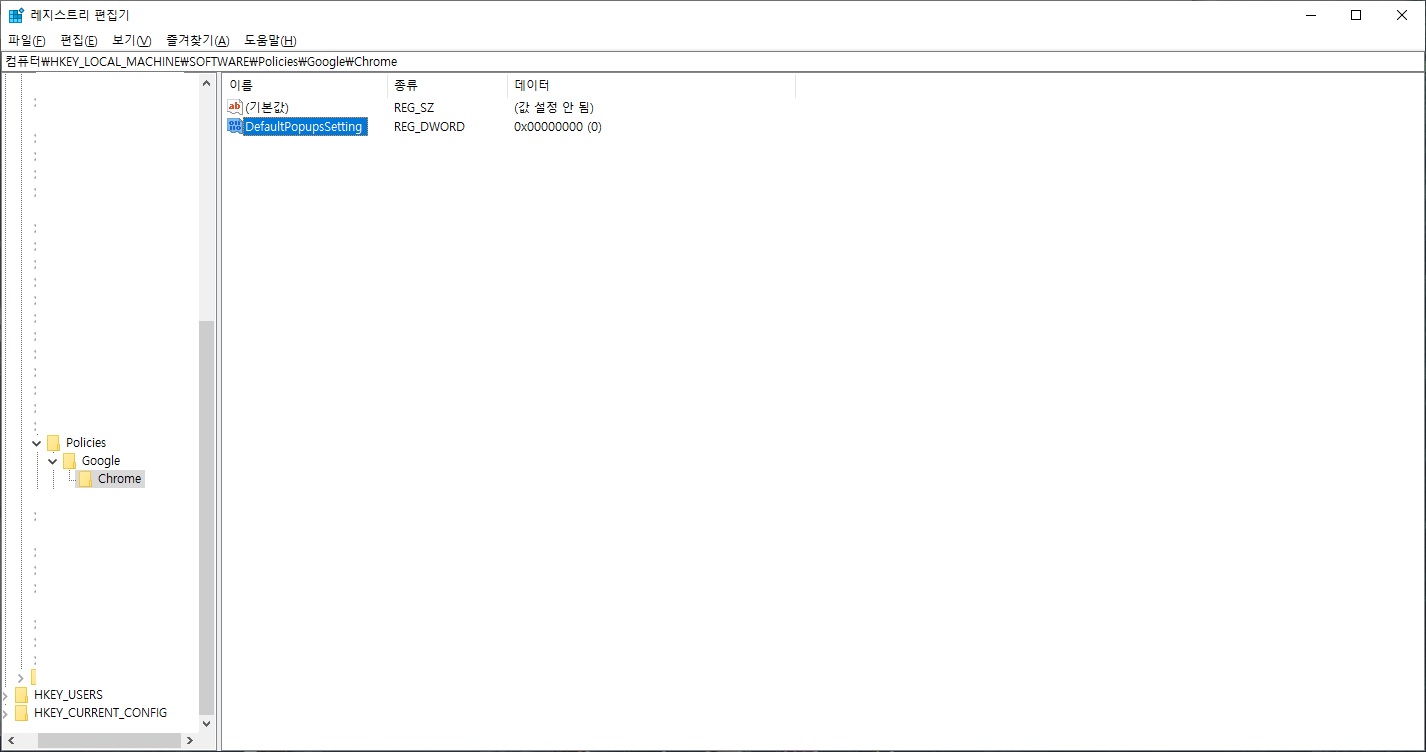 레지스트리 편집기
파일(F) 편집(E) 보기(V) 즐겨찾기(A) 도움말(H)
컴퓨터₩HKEY_LOCAL_MACHINE₩SOFTWARE₩Policies₩Google₩Chrome
이름 종류 데이터
ab (기본값) REG_SZ (값 설정 안 됨)
DefaultPopupsSetting REG_DWORD 0x00000000 (0)
Policies
Google
Chrome
HKEY_USERS
HKEY_CURRENT_CONFIG